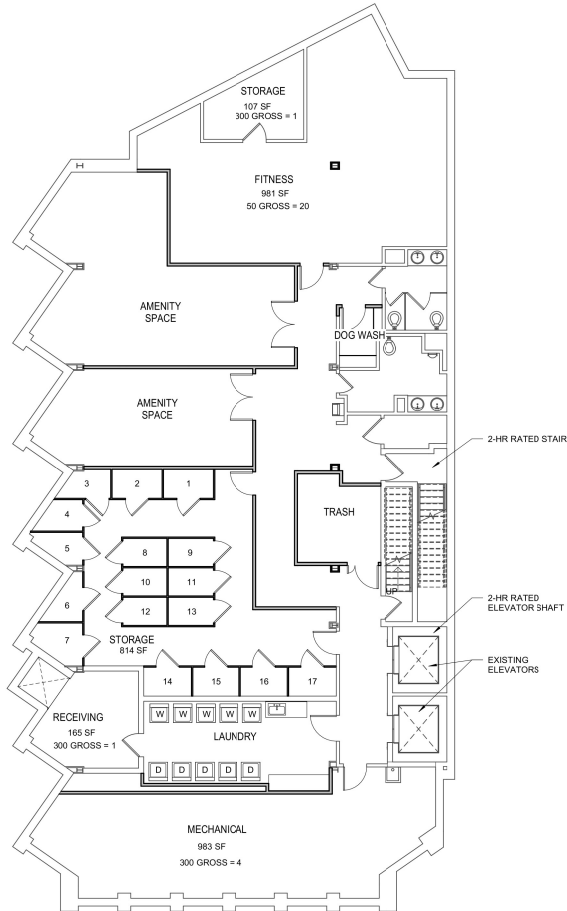 STORAGE
107 SF
300 GROSS = 1
FITNESS
981 SF
50 GROSS = 20
AMENITY
SPACE
DOG WASH
AMENITY
SPACE
2-HR RATED STAIR
3
2
1
4
TRASH
5
8
9
10
11
UP
6
12
13
2-HR RATED
ELEVATOR SHAFT
7
STORAGE
814 SF
EXISTING
ELEVATORS
14
15
16
17
RECEIVING
165 SF
300 GROSS = 1
W W W W W
LAUNDRY
D D D D D
MECHANICAL
983 SF
300 GROSS = 4